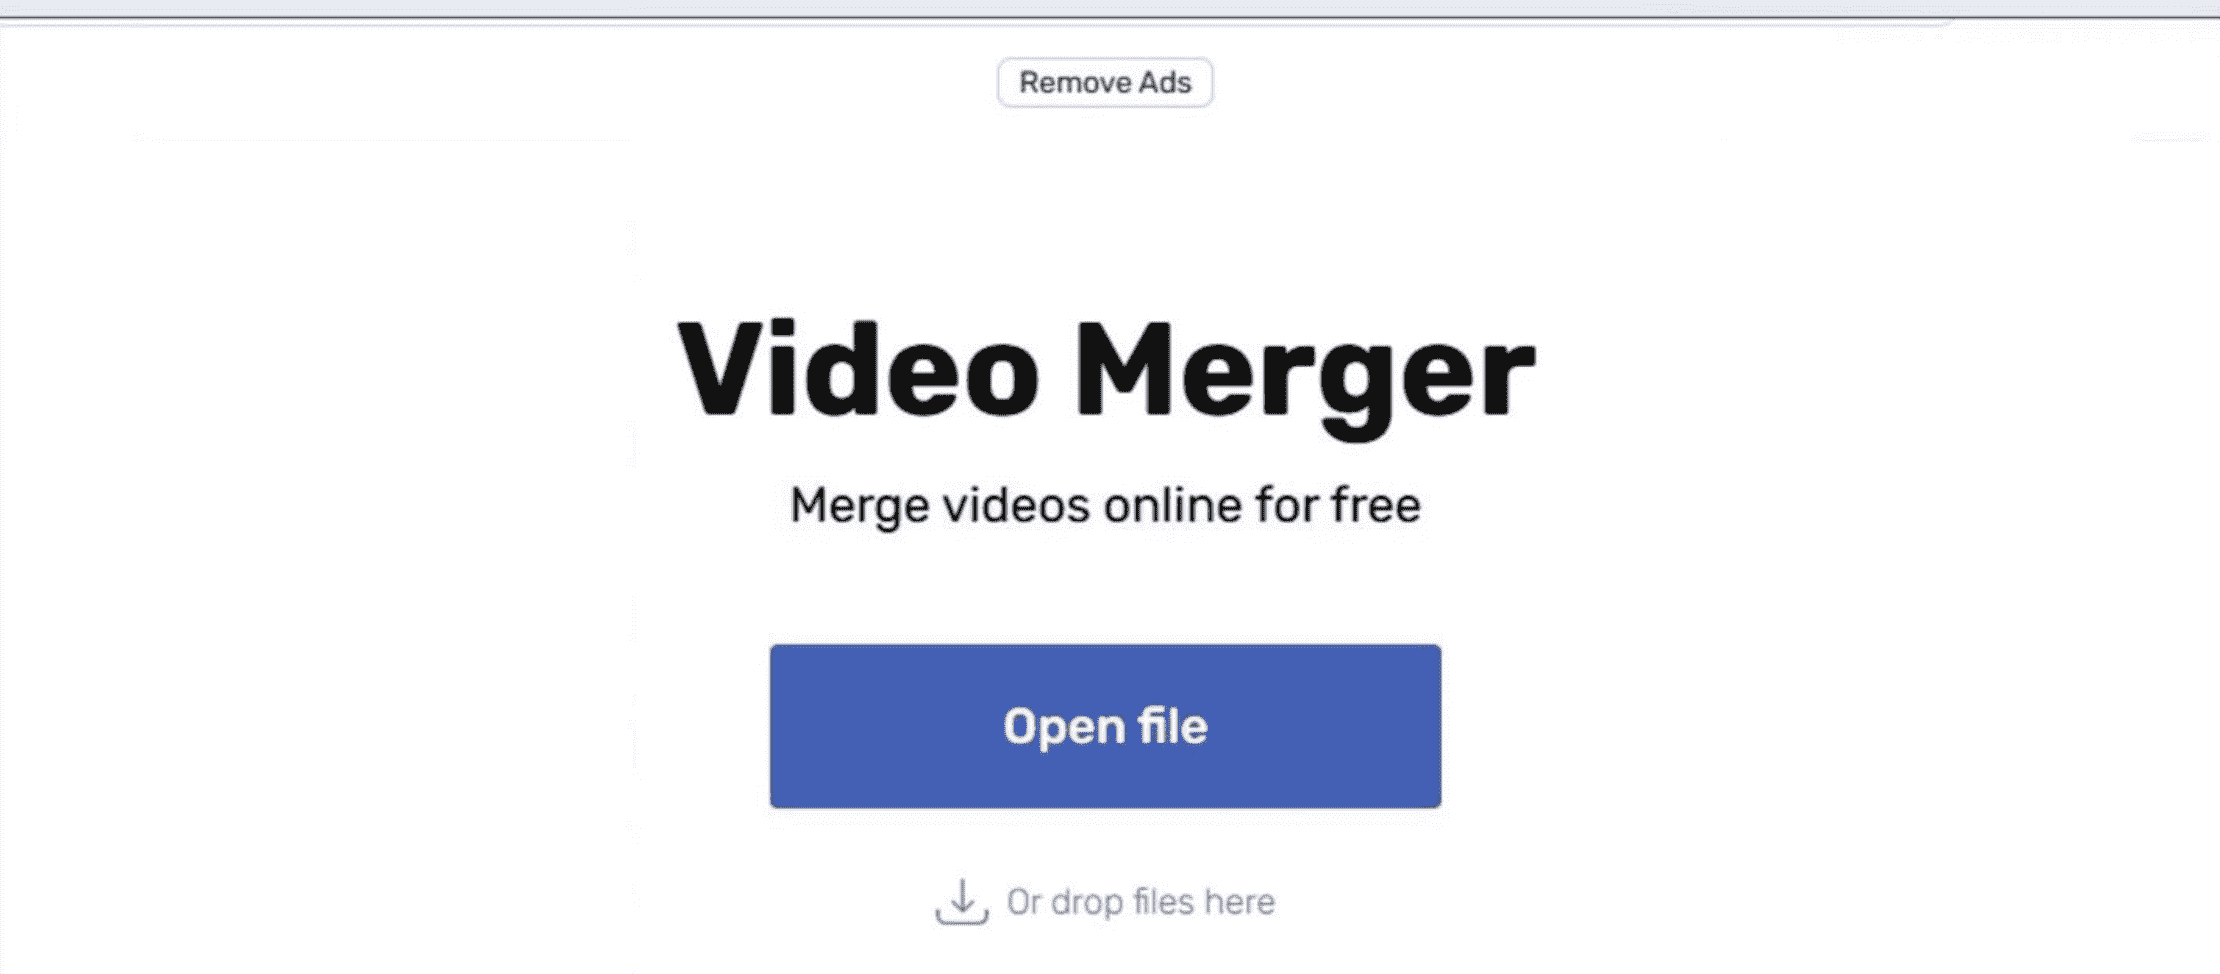 Remove Ads
Video Merger
Merge videos online for free
Open file
Or drop files here